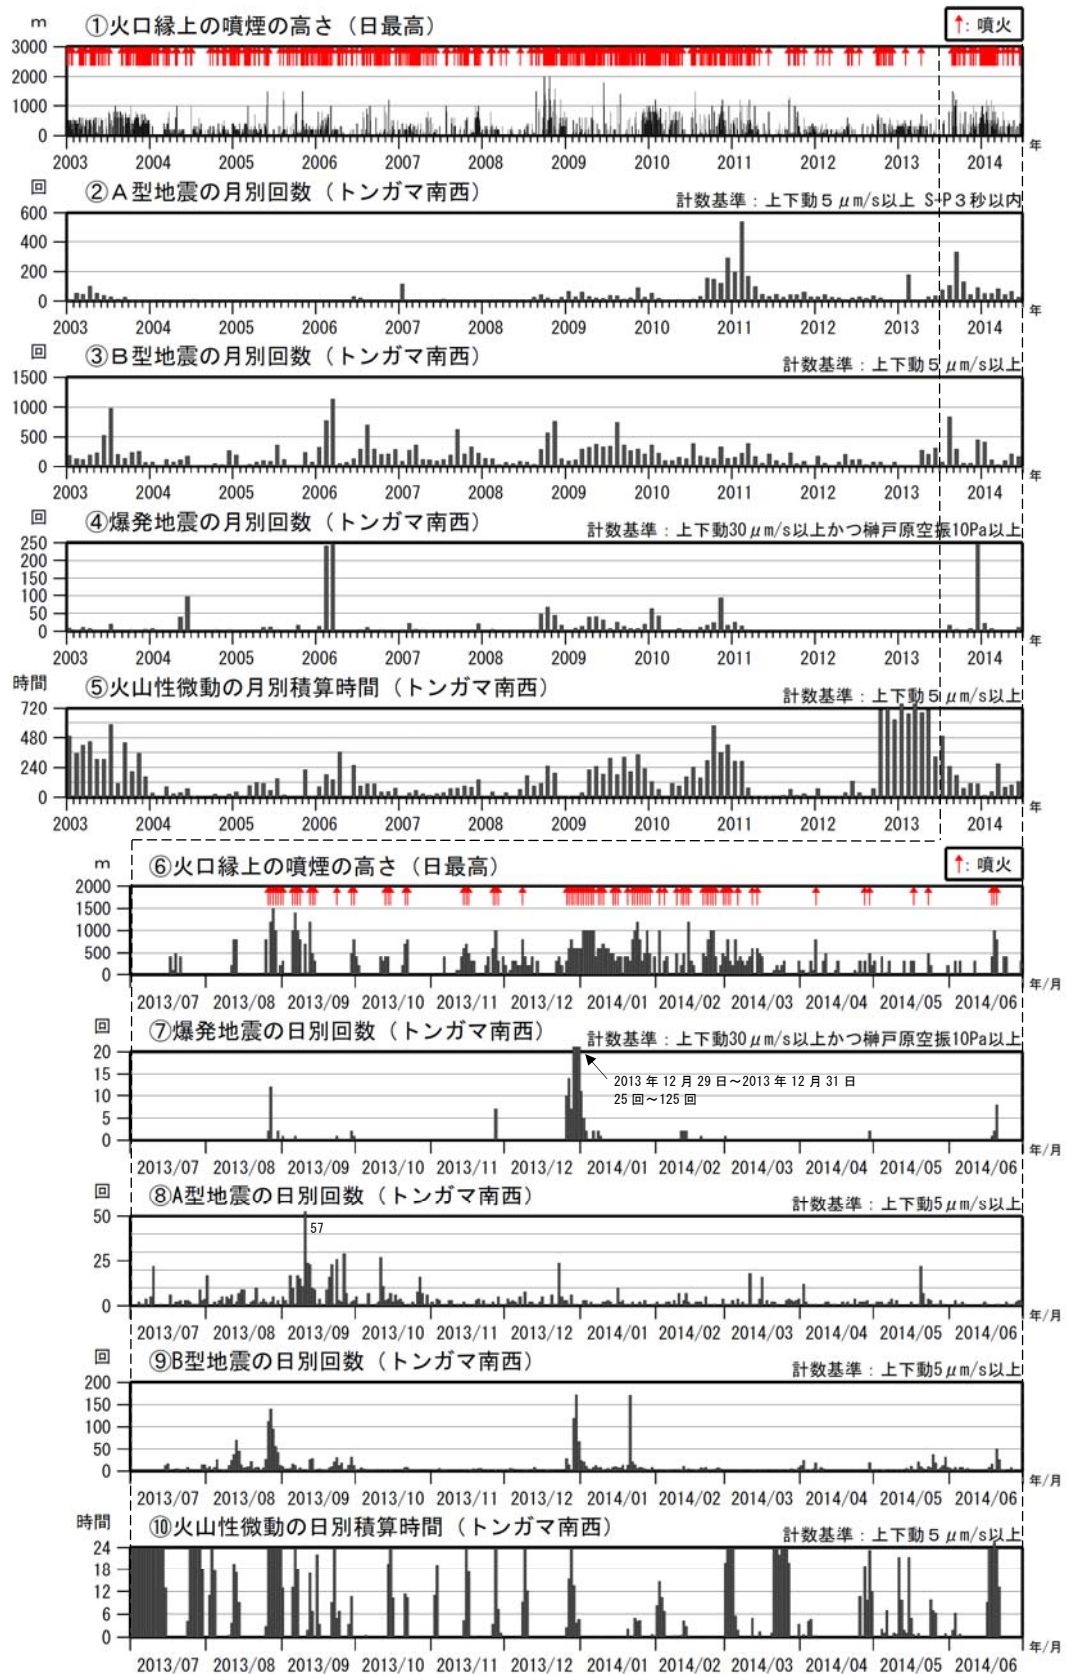 m ①火口縁上の噴煙の高さ（日最高） ↑: 噴火
3000
2000
1000
0
2003 2004 2005 2006 2007 2008 2009 2010 2011 2012 2013 2014 年
回 ②A型地震の月別回数（トンガマ南西） 計数基準：上下動５μm/s以上 S-P３秒以内
600
400
200
0
2003 2004 2005 2006 2007 2008 2009 2010 2011 2012 2013 2014 年
回 ③B型地震の月別回数（トンガマ南西） 計数基準：上下動５μm/s以上
1500
1000
500
0
2003 2004 2005 2006 2007 2008 2009 2010 2011 2012 2013 2014 年
回 ④爆発地震の月別回数（トンガマ南西） 計数基準：上下動30μm/s以上かつ榊戸原空振10Pa以上
250
200
150
100
50
0
2003 2004 2005 2006 2007 2008 2009 2010 2011 2012 2013 2014 年
時間 ⑤火山性微動の月別積算時間（トンガマ南西） 計数基準：上下動５μm/s以上
720
480
240
0
2003 2004 2005 2006 2007 2008 2009 2010 2011 2012 2013 2014 年
m ⑥火口縁上の噴煙の高さ（日最高） ↑: 噴火
2000
1500
1000
500
0
2013/07 2013/08 2013/09 2013/10 2013/11 2013/12 2014/01 2014/02 2014/03 2014/04 2014/05 2014/06 年/月
回 ⑦爆発地震の日別回数（トンガマ南西） 計数基準：上下動30μm/s以上かつ榊戸原空振10Pa以上
20
15
10
5
0
2013 年 12 月 29 日～2013 年 12 月 31 日
25 回～125 回
2013/07 2013/08 2013/09 2013/10 2013/11 2013/12 2014/01 2014/02 2014/03 2014/04 2014/05 2014/06 年/月
回 ⑧A型地震の日別回数（トンガマ南西） 計数基準：上下動5μm/s以上
50
25
0
57
2013/07 2013/08 2013/09 2013/10 2013/11 2013/12 2014/01 2014/02 2014/03 2014/04 2014/05 2014/06 年/月
回 ⑨B型地震の日別回数（トンガマ南西） 計数基準：上下動5μm/s以上
200
150
100
50
0
2013/07 2013/08 2013/09 2013/10 2013/11 2013/12 2014/01 2014/02 2014/03 2014/04 2014/05 2014/06 年/月
時間 ⑩火山性微動の日別積算時間（トンガマ南西） 計数基準：上下動５μm/s以上
24
18
12
6
0
2013/07 2013/08 2013/09 2013/10 2013/11 2013/12 2014/01 2014/02 2014/03 2014/04 2014/05 2014/06 年/月